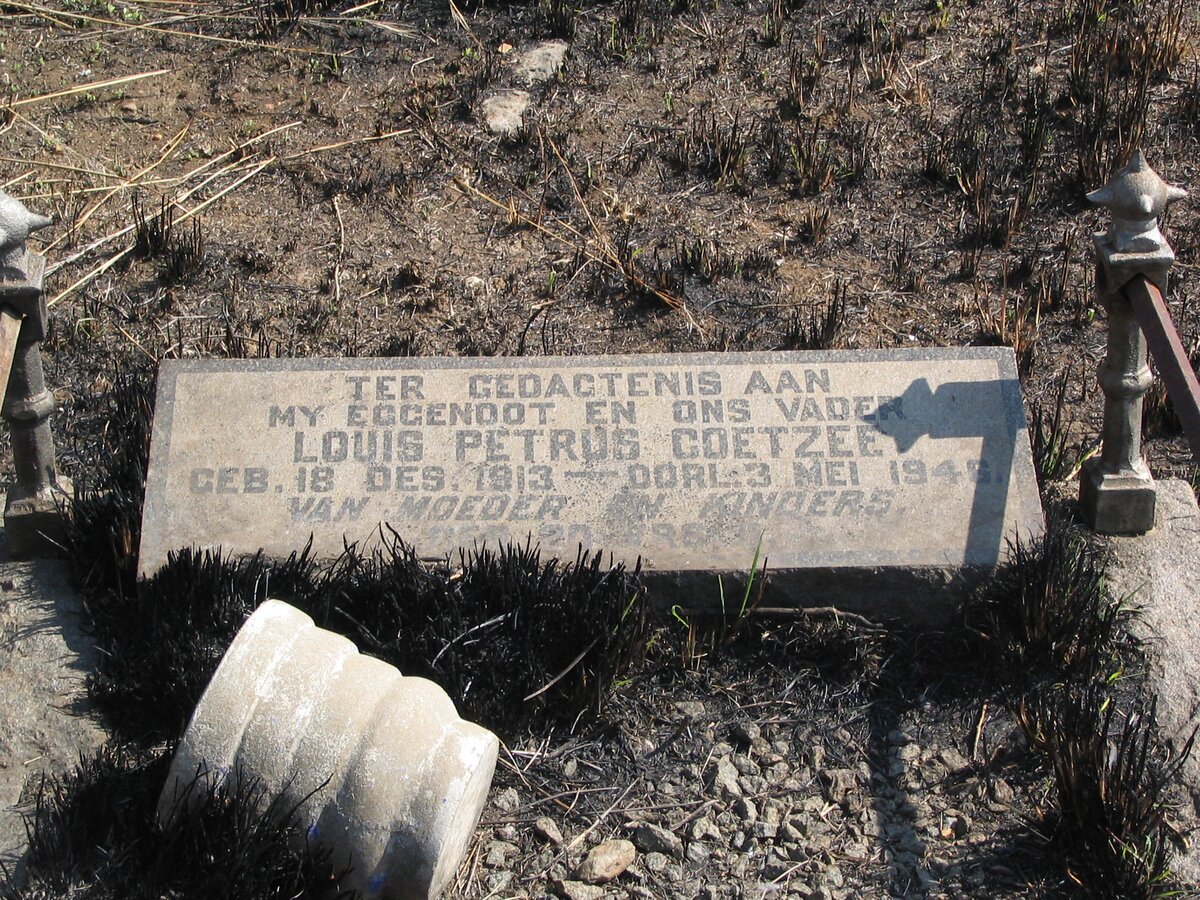 TER GEDAGTENIS AAN
MY EGGENOOT EN ONS VADER
LOUIS PETRUS COETZEE
GEB. 18 DES. 1913 — OORL: 3 MEI
VAN MOEDER EN KINDERS.